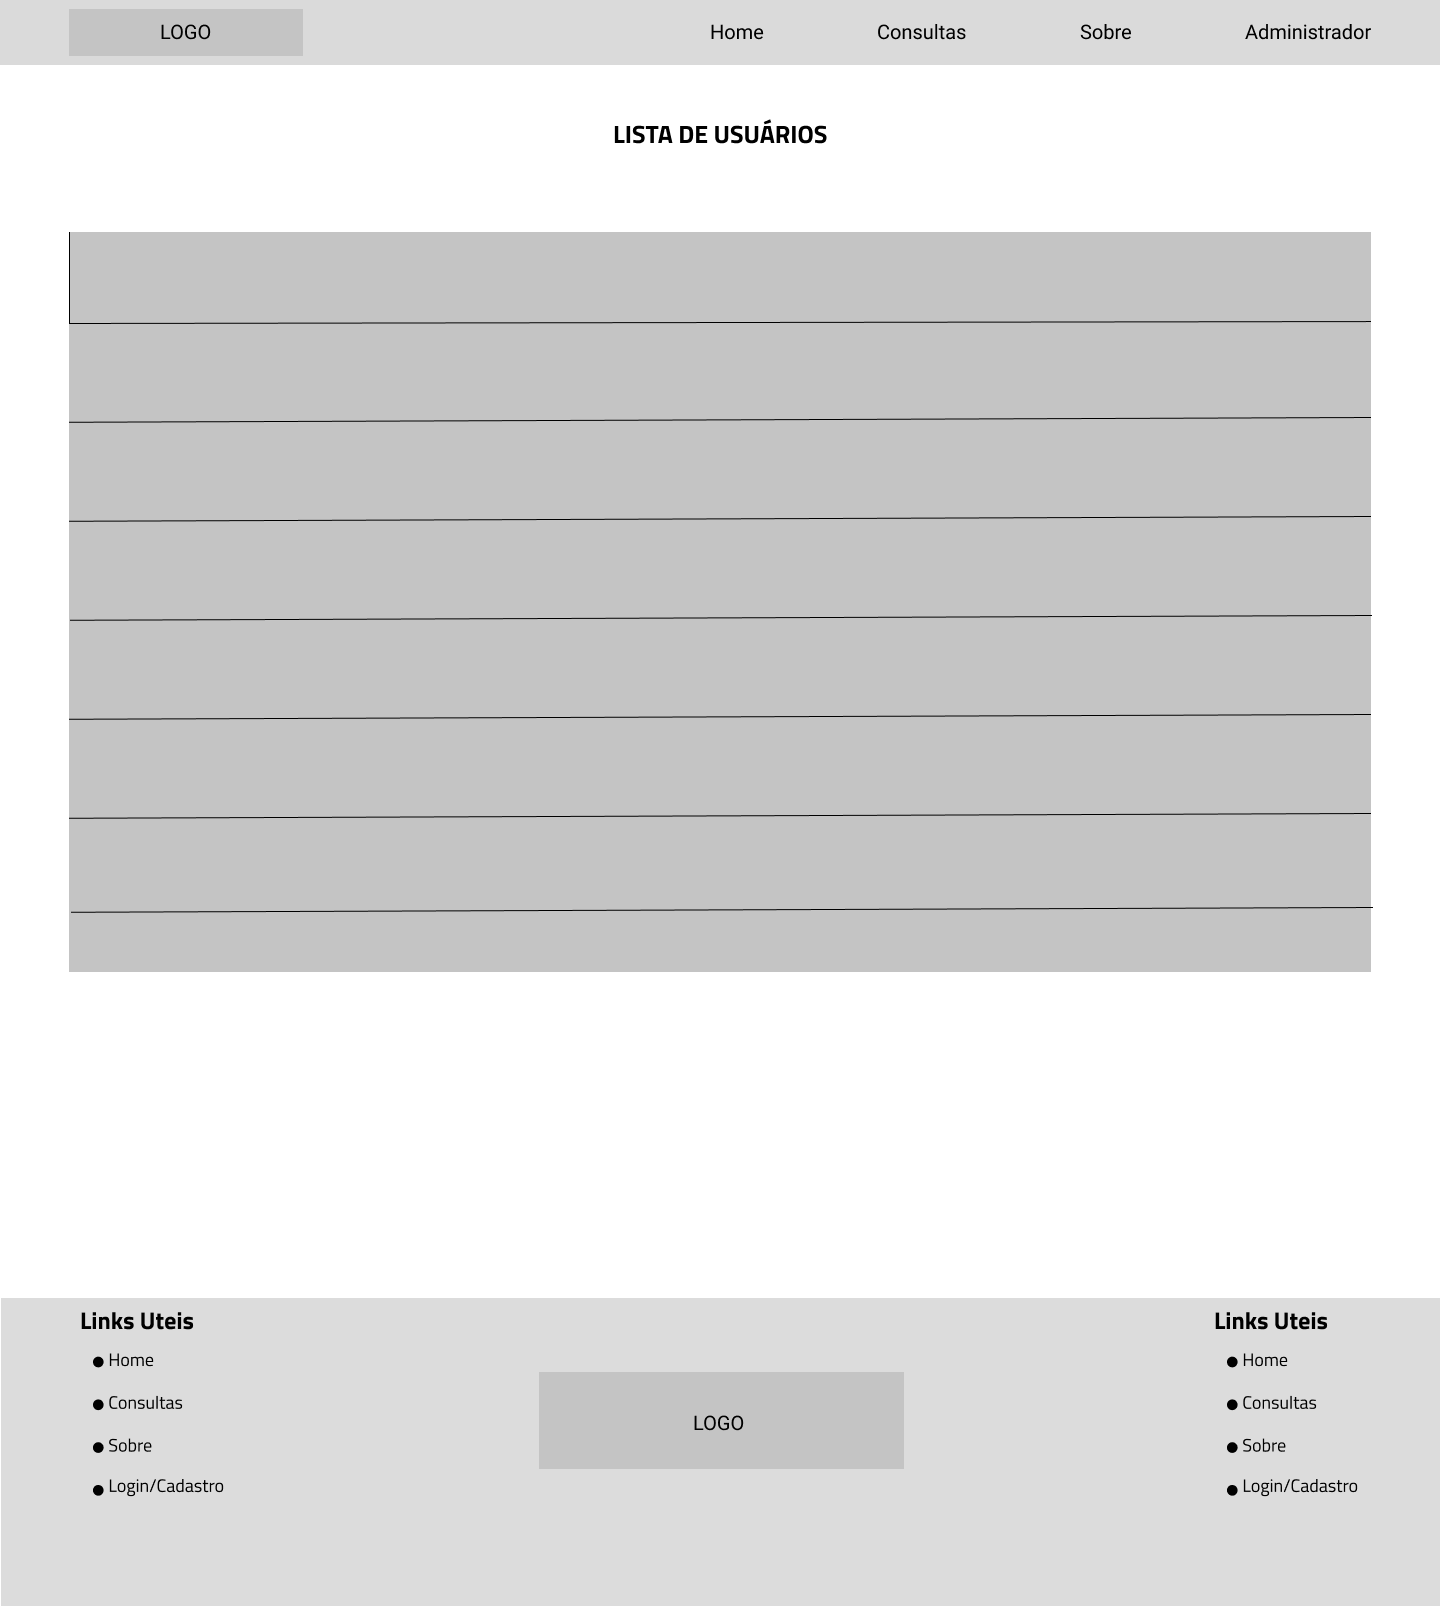 LOGO
Home
Consultas
Sobre
Administrador
LISTA DE USUÁRIOS
Links Uteis
Home
Consultas
Sobre
Login/Cadastro
LOGO
Links Uteis
Home
Consultas
Sobre
Login/Cadastro